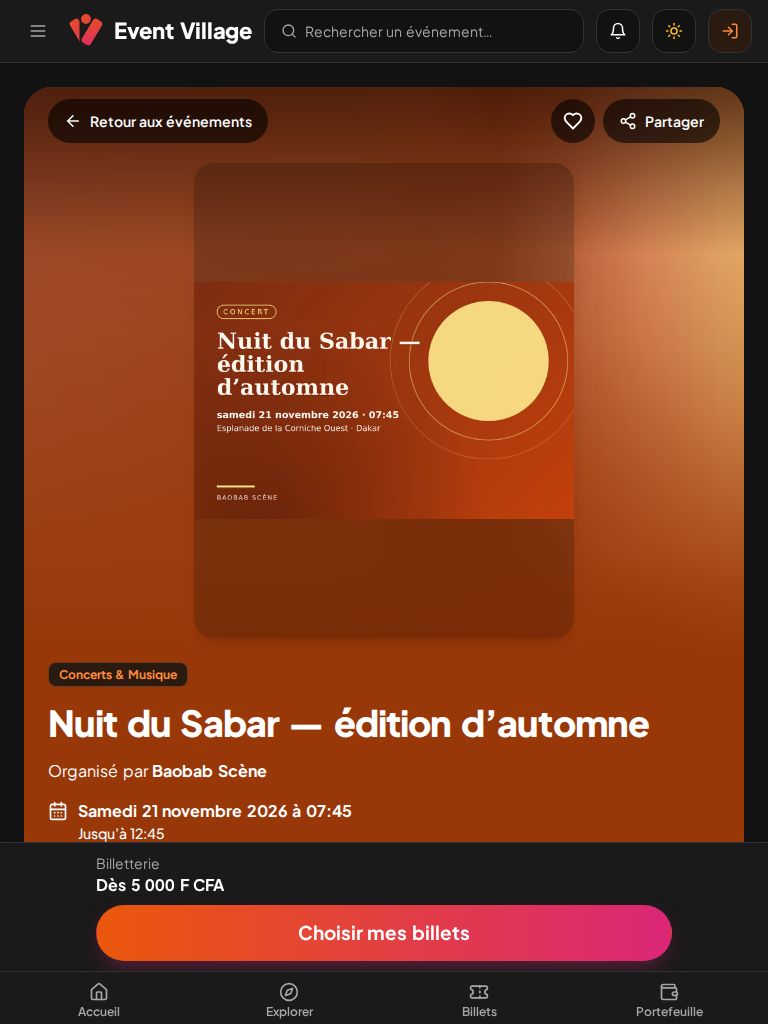 Event Village
Rechercher un événement...
Retour aux événements
Partager
CONCERT
Nuit du Sabar —
édition
d’automne
samedi 21 novembre 2026 · 07:45
Esplanade de la Corniche Ouest · Dakar
BAOBAB SCÈNE
Concerts & Musique
Nuit du Sabar — édition d’automne
Organisé par Baobab Scène
Samedi 21 novembre 2026 à 07:45
Jusqu’à 12:45
Billetterie
Dès 5 000 F CFA
Choisir mes billets
Accueil
Explorer
Billets
Portefeuille